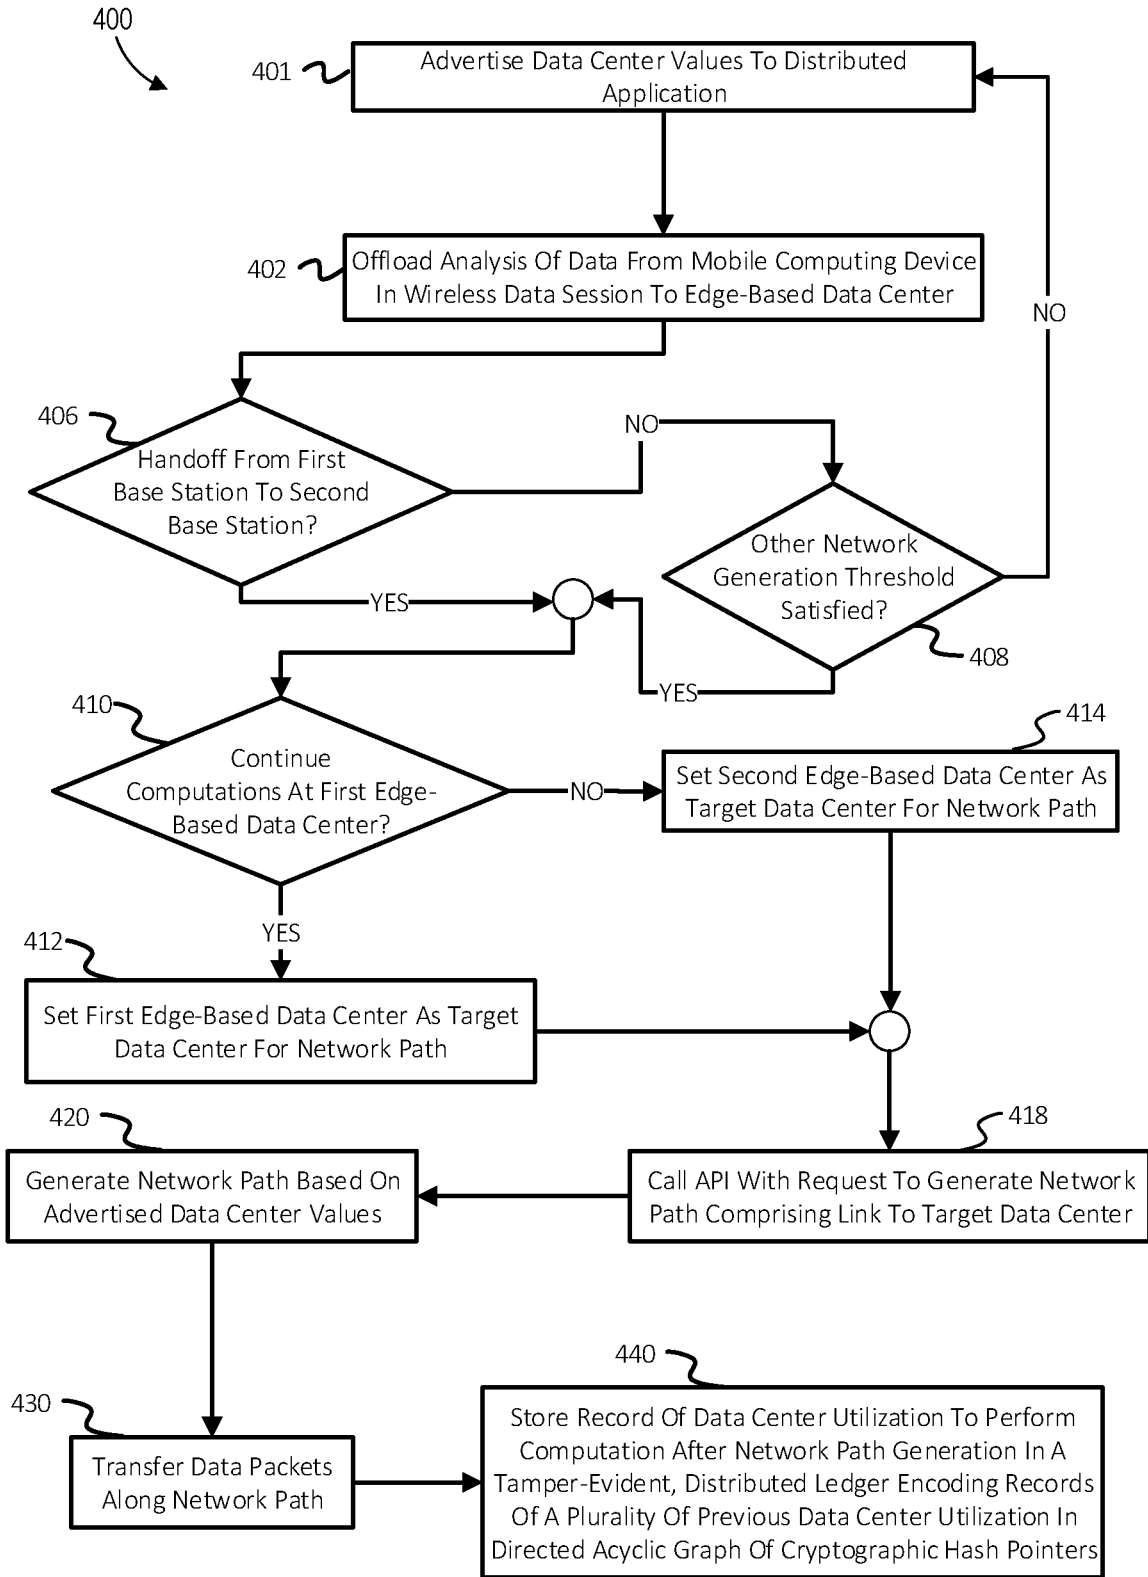 400
401
Advertise Data Center Values To Distributed
Application
402
Offload Analysis Of Data From Mobile Computing Device
In Wireless Data Session To Edge-Based Data Center
NO
406
Handoff From First
Base Station To Second
Base Station?
NO
Other Network
Generation Threshold
Satisfied?
YES
408
YES
410
Continue
Computations At First Edge-
Based Data Center?
NO
414
Set Second Edge-Based Data Center As
Target Data Center For Network Path
YES
412
Set First Edge-Based Data Center As Target
Data Center For Network Path
418
Call API With Request To Generate Network
Path Comprising Link To Target Data Center
420
Generate Network Path Based On
Advertised Data Center Values
430
Transfer Data Packets
Along Network Path
440
Store Record Of Data Center Utilization To Perform
Computation After Network Path Generation In A
Tamper-Evident, Distributed Ledger Encoding Records
Of A Plurality Of Previous Data Center Utilization In
Directed Acyclic Graph Of Cryptographic Hash Pointers